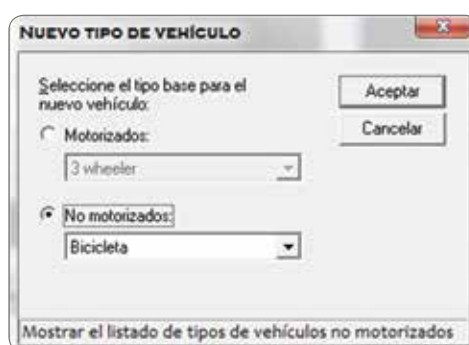 NUEVO TIPO DE VEHÍCULO
Seleccione el tipo base para el
nuevo vehículo:
Aceptar
Cancelar
Motorizados:
3 wheeler
No motorizados:
Bicicleta
Mostrar el listado de tipos de vehículos no motorizados